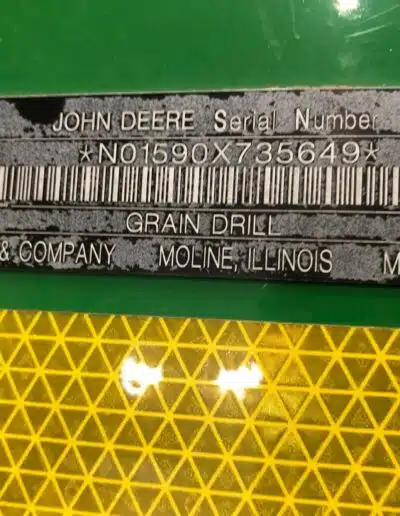 JOHN DEERE Serial Number
*N01590X735649*
GRAIN DRILL
& COMPANY MOLINE, ILLINOIS M